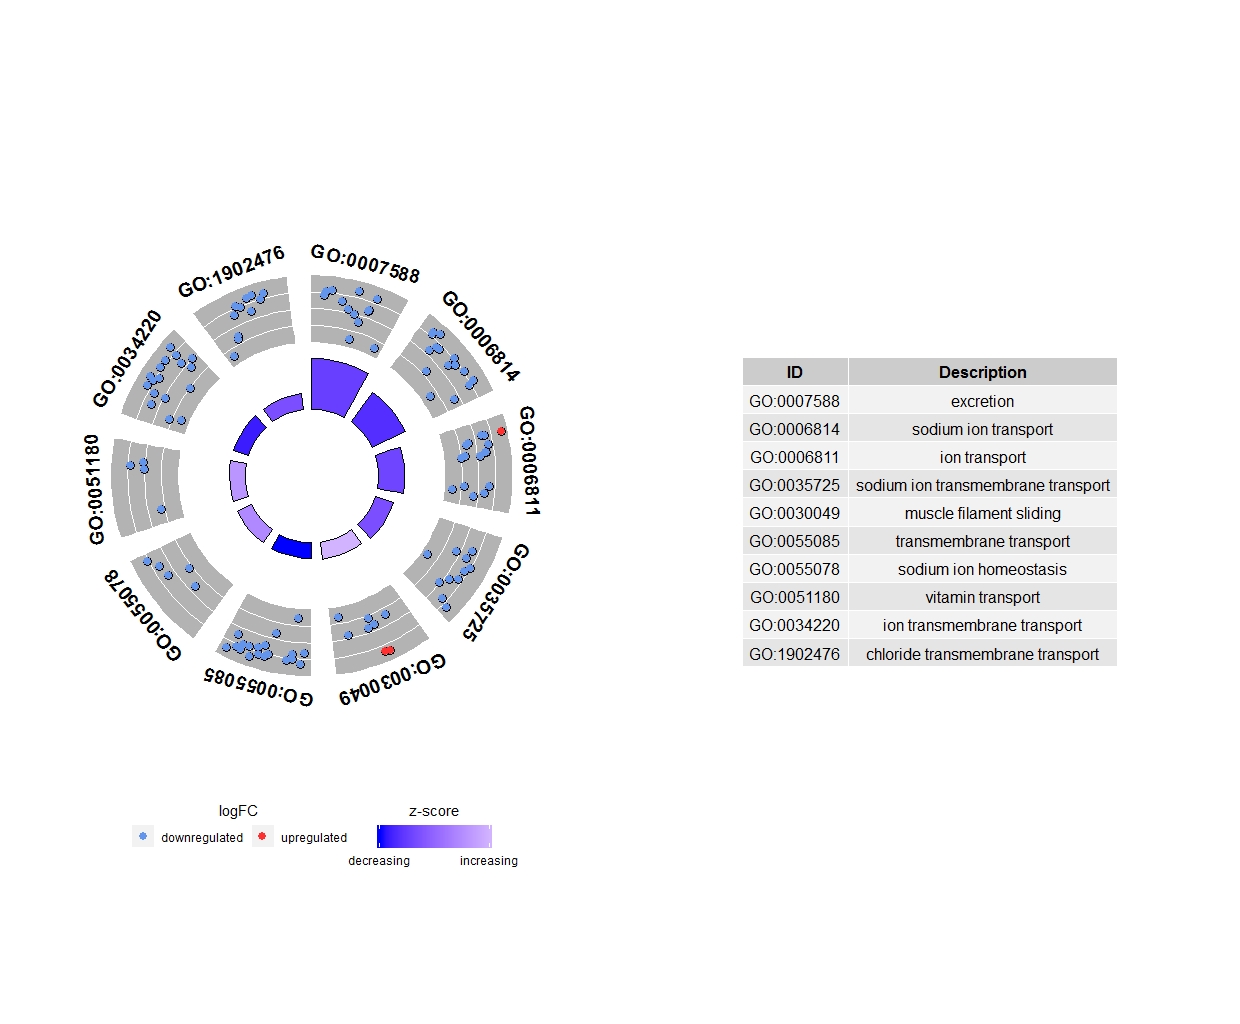 GO:0007588
GO:0006814
GO:0006811
GO:0035725
GO:0030049
GO:0055085
GO:0055078
GO:0051180
GO:0034220
GO:1902476
ID Description
GO:0007588 excretion
GO:0006814 sodium ion transport
GO:0006811 ion transport
GO:0035725 sodium ion transmembrane transport
GO:0030049 muscle filament sliding
GO:0055085 transmembrane transport
GO:0055078 sodium ion homeostasis
GO:0051180 vitamin transport
GO:0034220 ion transmembrane transport
GO:1902476 chloride transmembrane transport
logFC z-score
downregulated upregulated
decreasing increasing